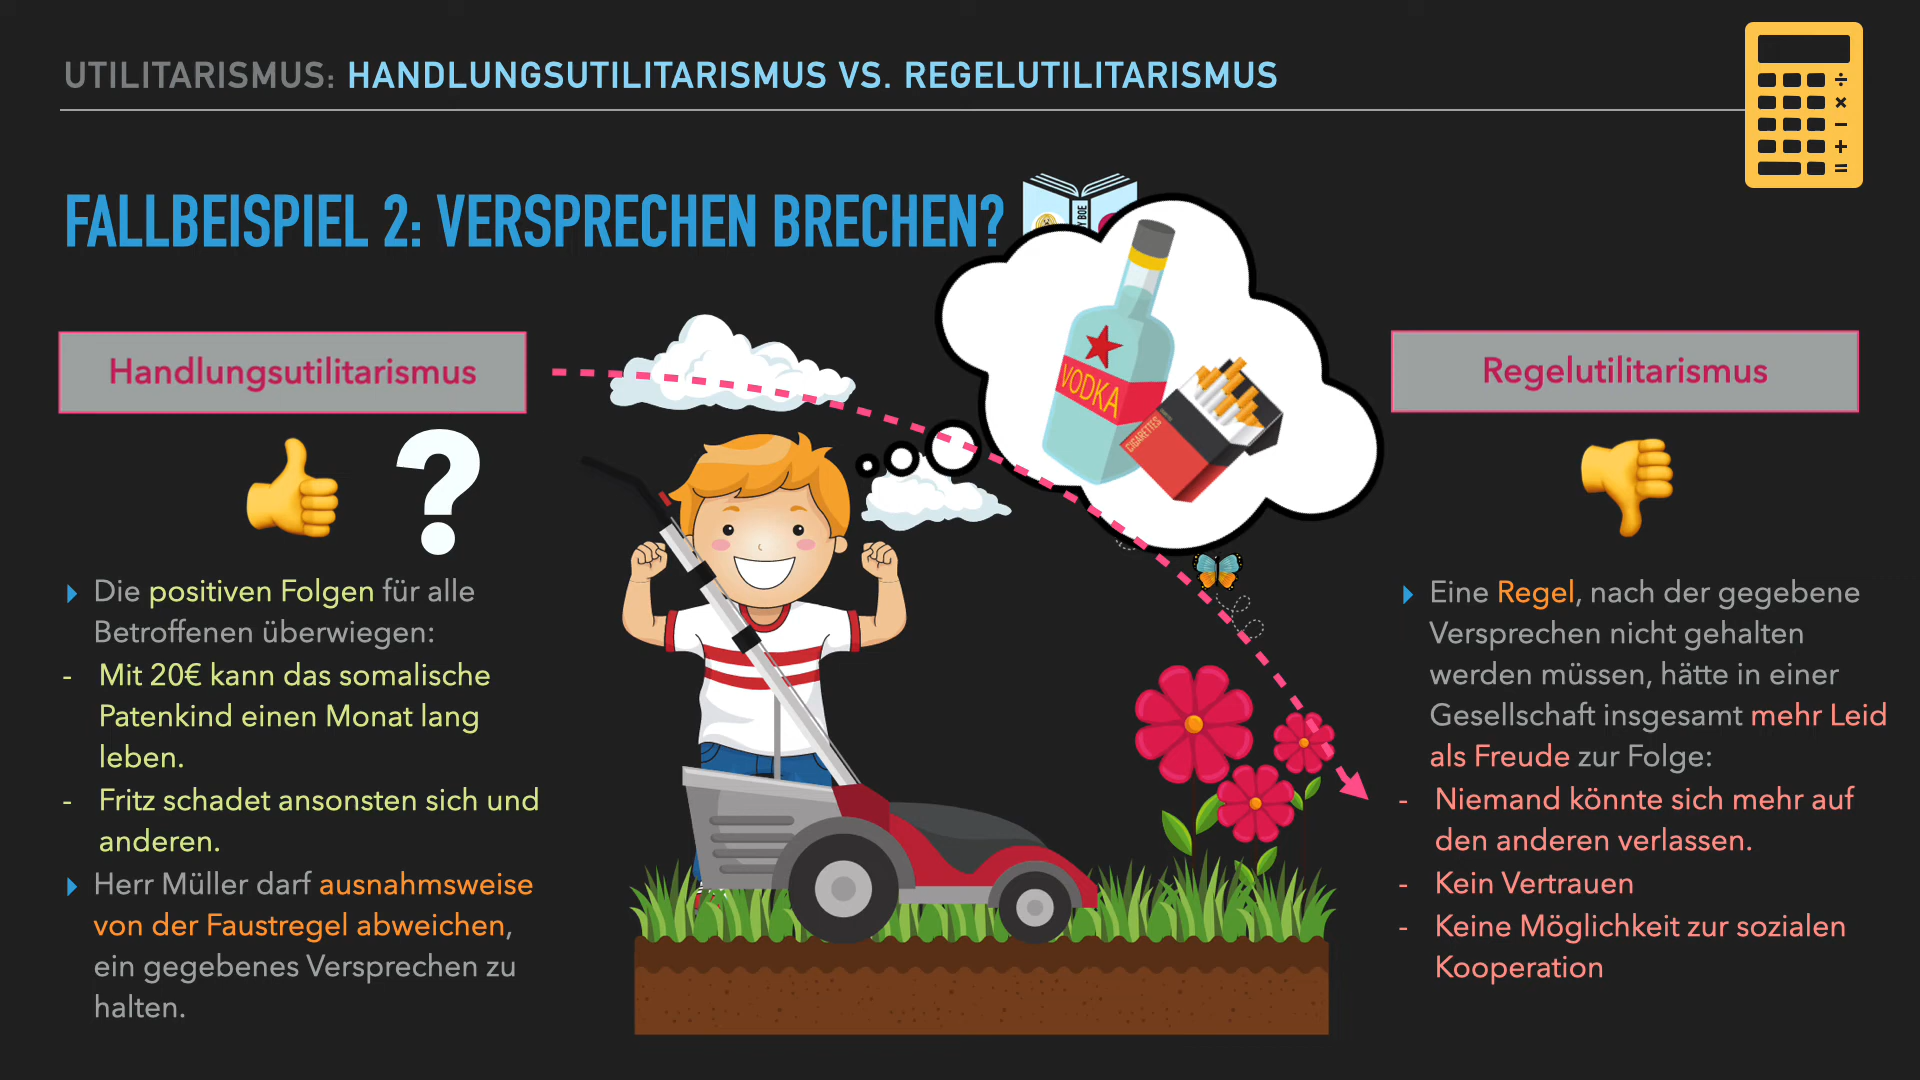 UTILITARISMUS: HANDLUNGSUTILITARISMUS VS. REGELUTILITARISMUS
÷
×
−
+
=
FALLBEISPIEL 2: VERSPRECHEN BRECHEN?
Y BOE
VODKA
CIGARETTES
Handlungsutilitarismus
?
Die positiven Folgen für alle
Betroffenen überwiegen:
- Mit 20€ kann das somalische
Patenkind einen Monat lang
leben.
- Fritz schadet ansonsten sich und
anderen.
Herr Müller darf ausnahmsweise
von der Faustregel abweichen,
ein gegebenes Versprechen zu
halten.
Regelutilitarismus
Eine Regel, nach der gegebene
Versprechen nicht gehalten
werden müssen, hätte in einer
Gesellschaft insgesamt mehr Leid
als Freude zur Folge:
- Niemand könnte sich mehr auf
den anderen verlassen.
- Kein Vertrauen
- Keine Möglichkeit zur sozialen
Kooperation